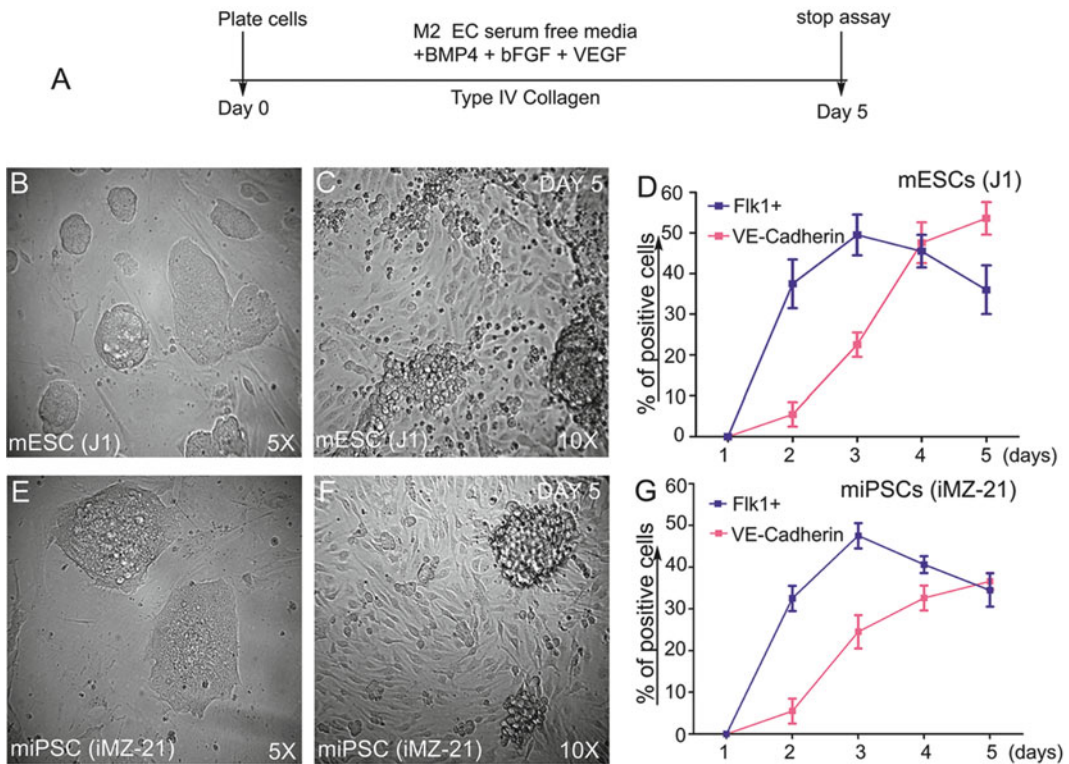 A
Plate cells
M2 EC serum free media
+BMP4 + bFGF + VEGF
stop assay
Day 0
Type IV Collagen
Day 5
B
mESC (J1)
5X
C
DAY 5
mESC (J1)
10X
D
mESCs (J1)
Flk1+
VE-Cadherin
% of positive cells
60
50
40
30
20
10
0
1 2 3 4 5 (days)
E
miPSC (iMZ-21)
5X
F
DAY 5
miPSC (iMZ-21)
10X
G
miPSCs (iMZ-21)
Flk1+
VE-Cadherin
% of positive cells
60
50
40
30
20
10
0
1 2 3 4 5 (days)